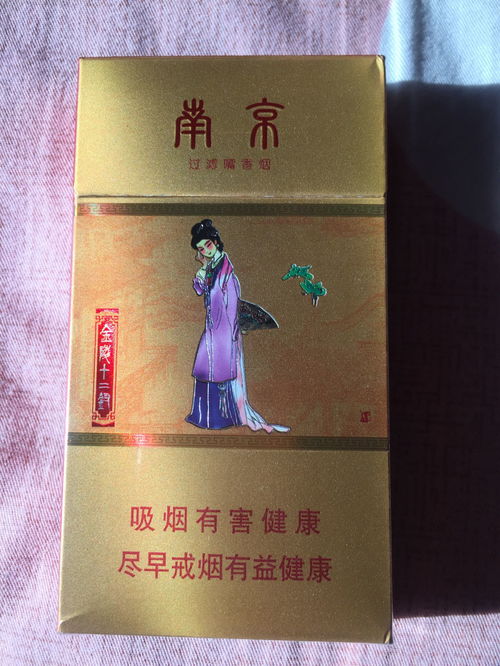 南京
过滤嘴香烟
金陵十二钗
吸烟有害健康
尽早戒烟有益健康